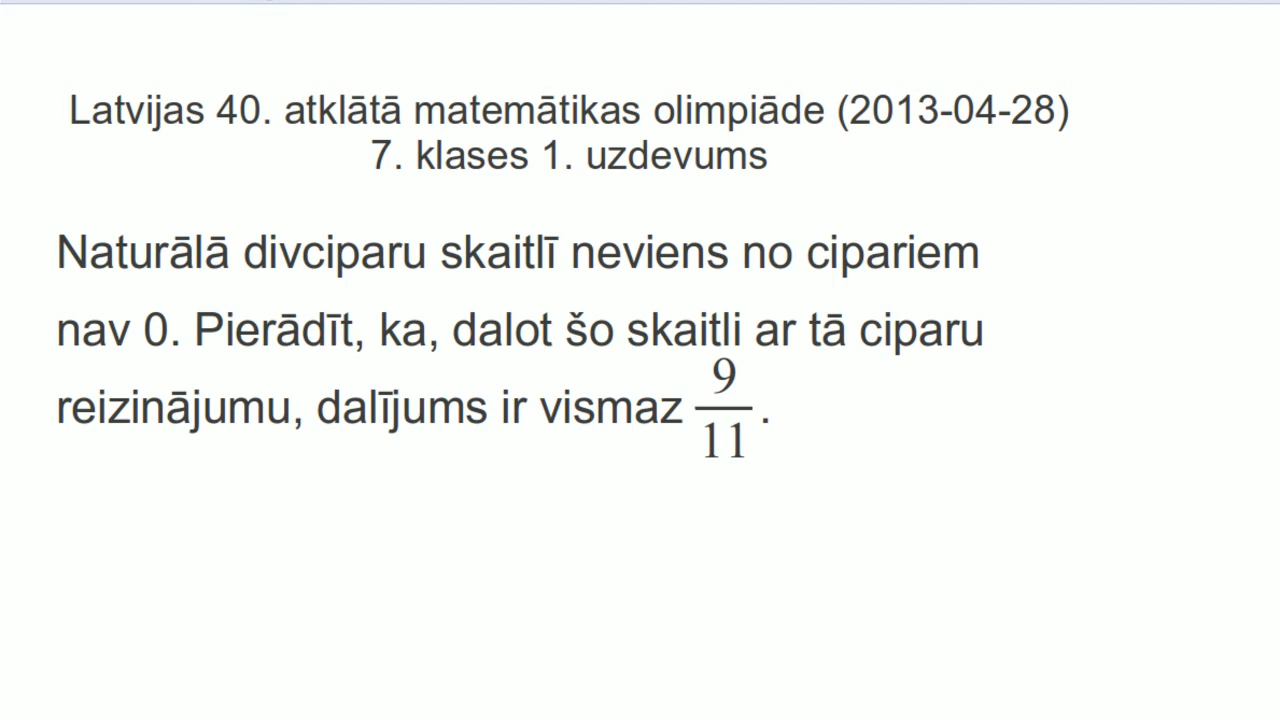 Latvijas 40. atklātā matemātikas olimpiāde (2013-04-28)
7. klases 1. uzdevums
Naturālā divciparu skaitlī neviens no cipariem
nav 0. Pierādīt, ka, dalot šo skaitli ar tā ciparu
reizinājumu, dalījums ir vismaz 9/11.